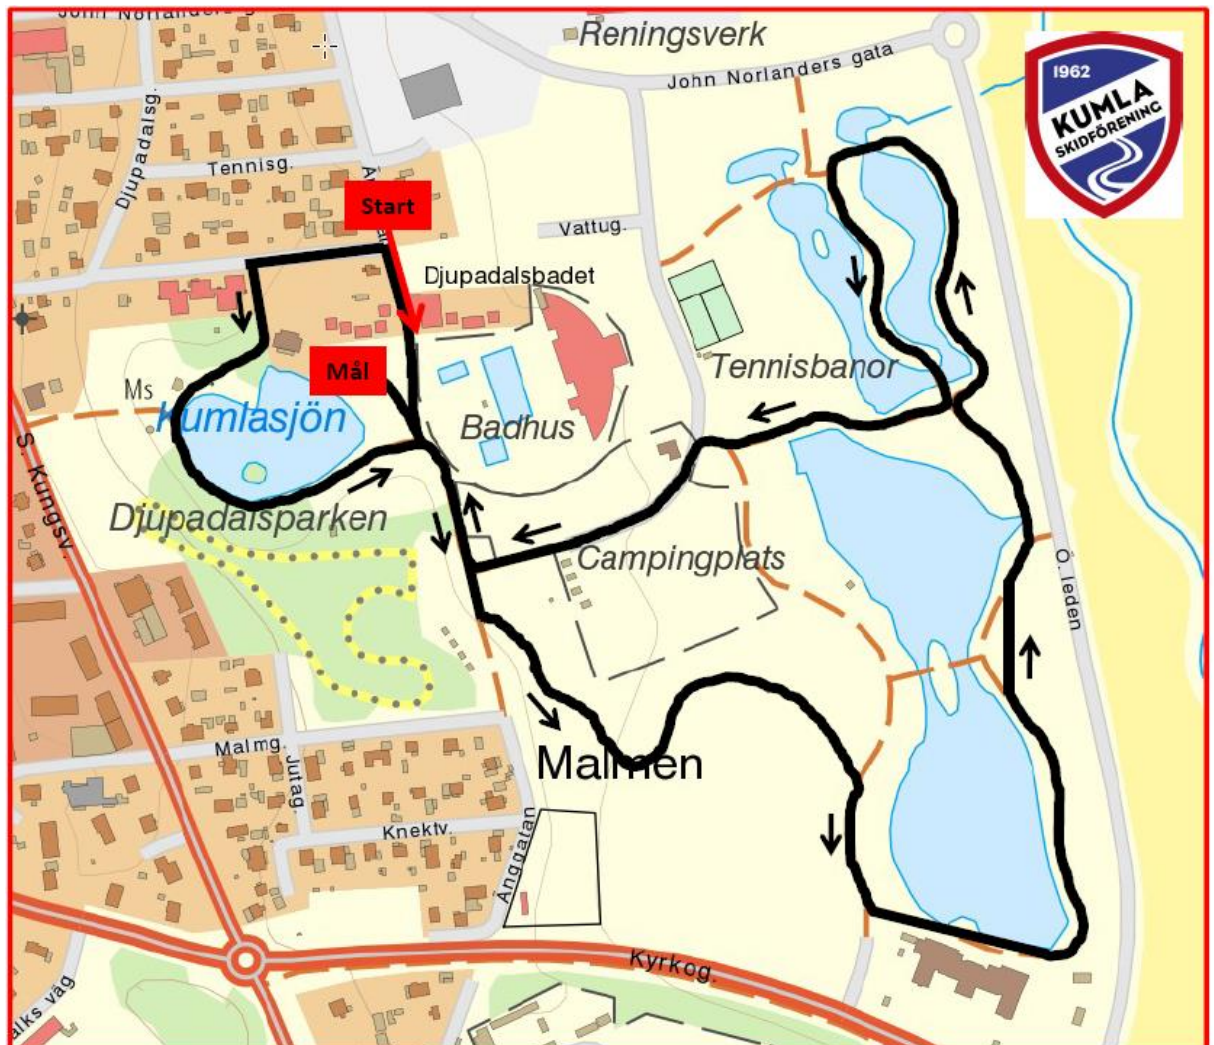 John Norlanders g
Reningsverk
John Norlanders gata
1962
KUMLA
SKIDFÖRENING
Djupadalsg.
Tennisg.
Start
Vattug.
Djupadalsbadet
Tennisbanor
Mål
Ms
Kumlasjön
Badhus
S. Kungsv.
Djupadalsparken
Campingplats
Ö. leden
Malmg.
Malmen
Jutag.
Knektv.
Änggatan
Kyrkog.
alks väg